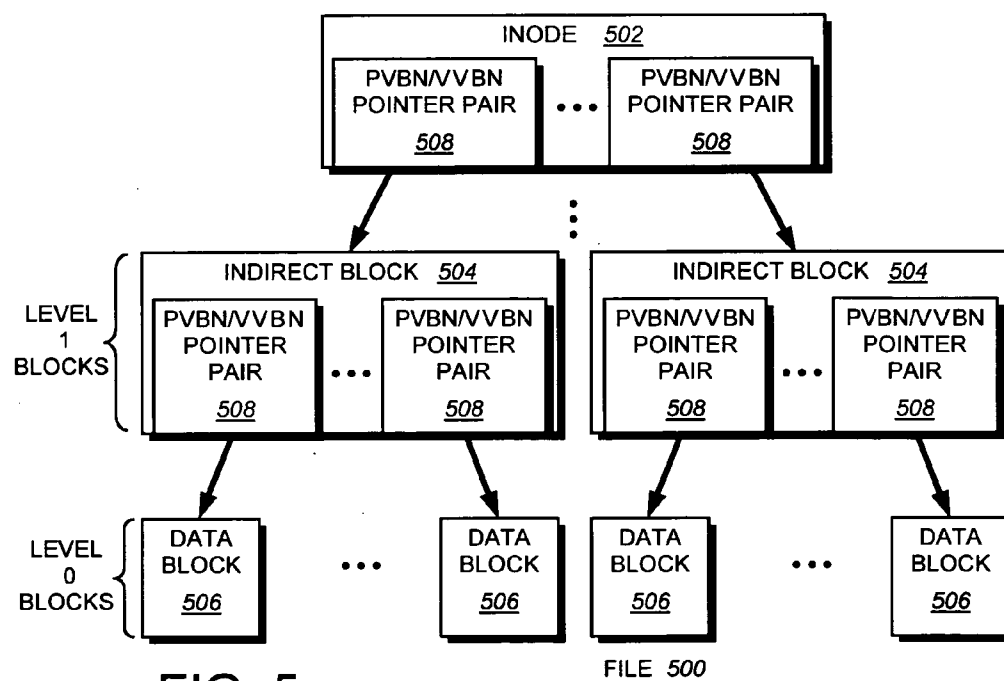 INODE 502
PVBN/VVBN POINTER PAIR 508
PVBN/VVBN POINTER PAIR 508
LEVEL 1 BLOCKS
INDIRECT BLOCK 504
PVBN/VVBN POINTER PAIR 508
PVBN/VVBN POINTER PAIR 508
INDIRECT BLOCK 504
PVBN/VVBN POINTER PAIR 508
PVBN/VVBN POINTER PAIR 508
LEVEL 0 BLOCKS
DATA BLOCK 506
DATA BLOCK 506
DATA BLOCK 506
DATA BLOCK 506
FILE 500